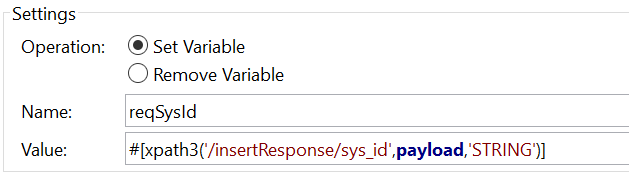 Settings
Operation: Set Variable
Remove Variable
Name: reqSysId
Value: #[xpath3('/insertResponse/sys_id',payload,'STRING')]